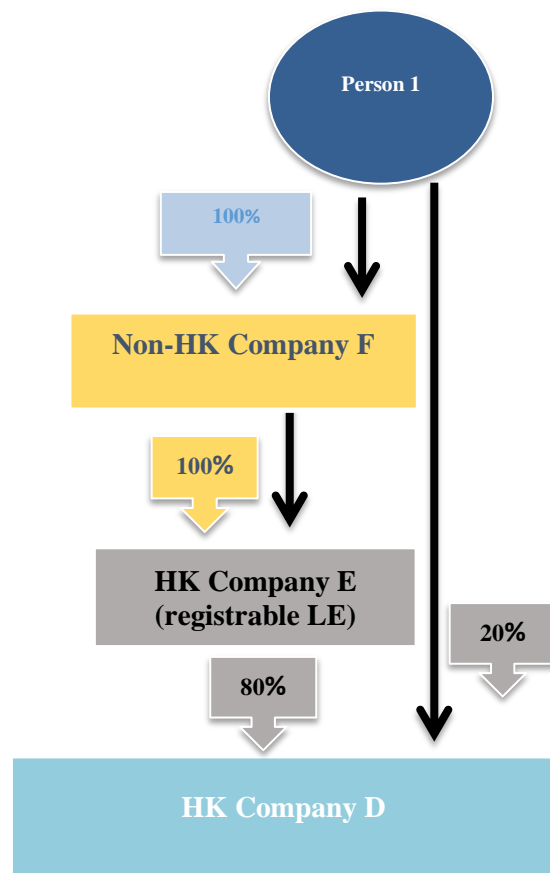 Person 1
100%
Non-HK Company F
100%
HK Company E
(registrable LE)
20%
80%
HK Company D